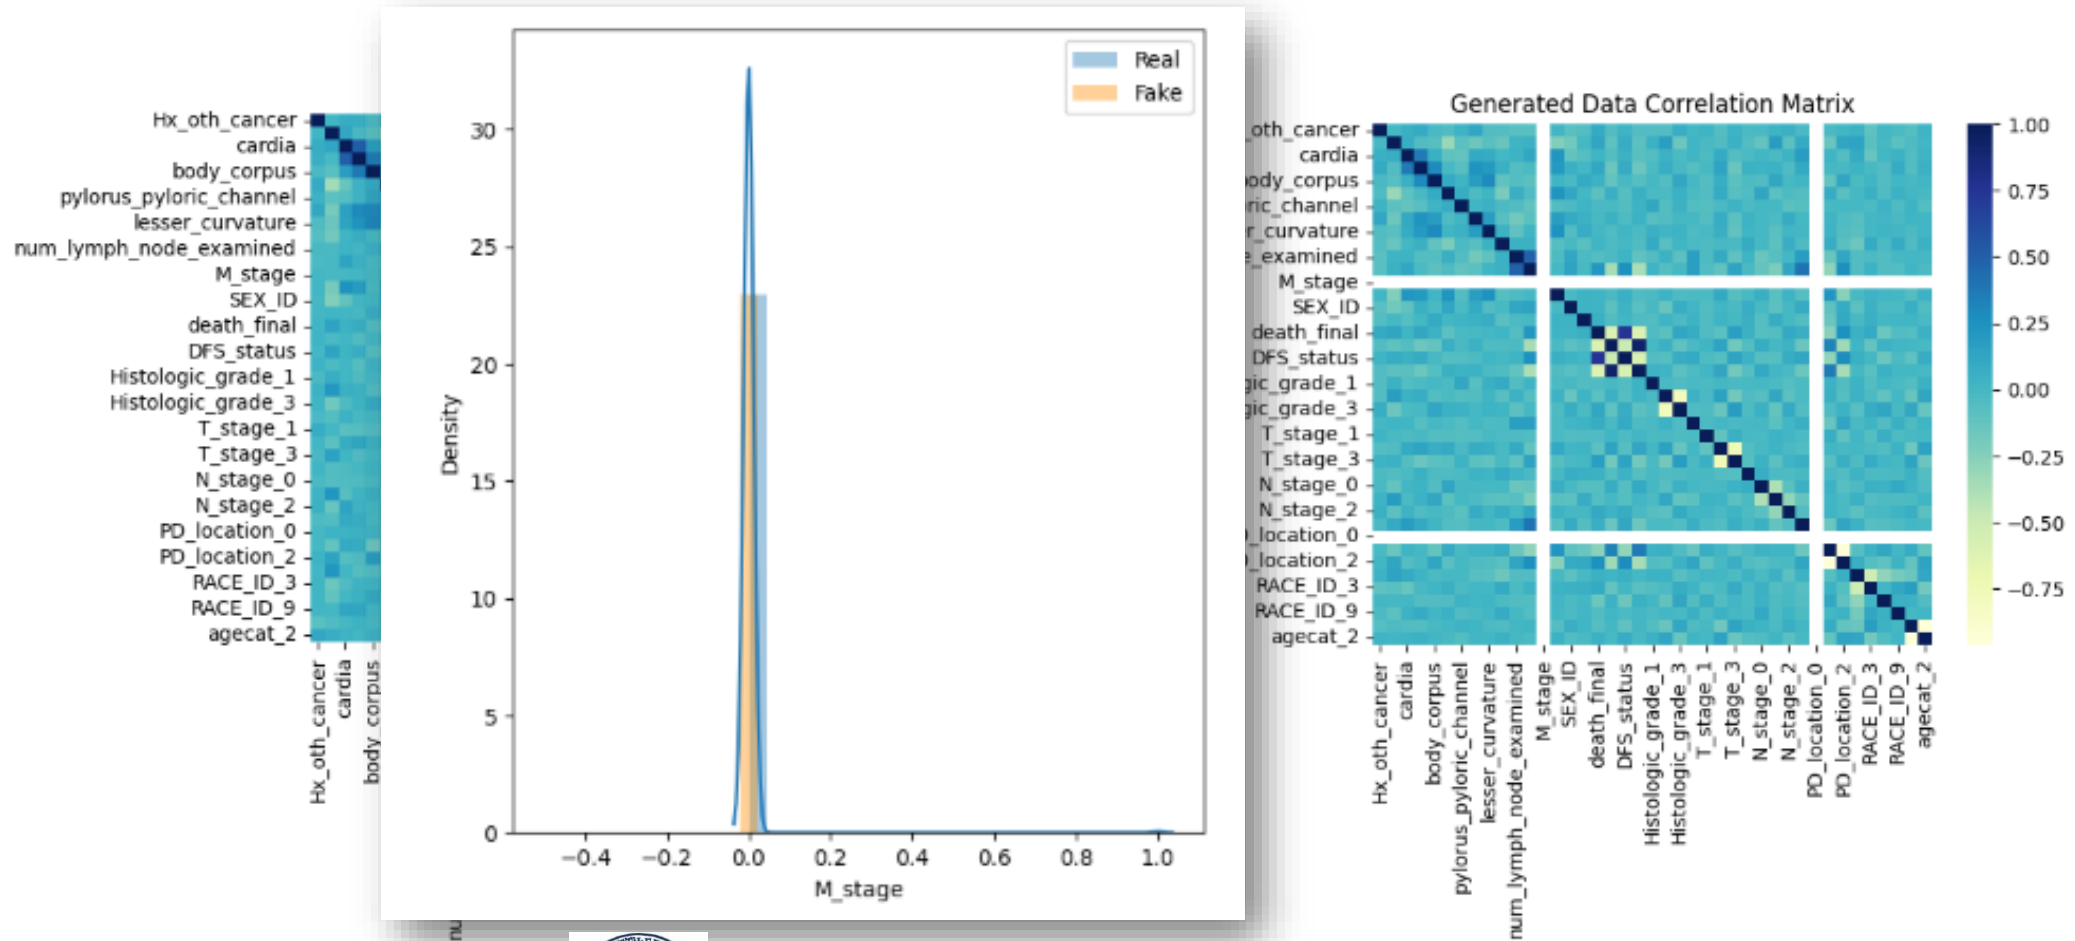 Hx_oth_cancer
cardia
body_corpus
pylorus_pyloric_channel
lesser_curvature
num_lymph_node_examined
M_stage
SEX_ID
death_final
DFS_status
Histologic_grade_1
Histologic_grade_3
T_stage_1
T_stage_3
N_stage_0
N_stage_2
PD_location_0
PD_location_2
RACE_ID_3
RACE_ID_9
agecat_2
Hx_oth_cancer
cardia
body_corpus
nu
Real
Fake
Density
30
25
20
15
10
5
0
−0.4
−0.2
0.0
0.2
0.4
0.6
0.8
1.0
M_stage
Generated Data Correlation Matrix
_oth_cancer
cardia
body_corpus
ric_channel
r_curvature
e_examined
M_stage
SEX_ID
death_final
DFS_status
gic_grade_1
gic_grade_3
T_stage_1
T_stage_3
N_stage_0
N_stage_2
_location_0
_location_2
RACE_ID_3
RACE_ID_9
agecat_2
Hx_oth_cancer
cardia
body_corpus
pylorus_pyloric_channel
lesser_curvature
num_lymph_node_examined
M_stage
SEX_ID
death_final
DFS_status
Histologic_grade_1
Histologic_grade_3
T_stage_1
T_stage_3
N_stage_0
N_stage_2
PD_location_0
PD_location_2
RACE_ID_3
RACE_ID_9
agecat_2
1.00
0.75
0.50
0.25
0.00
−0.25
−0.50
−0.75